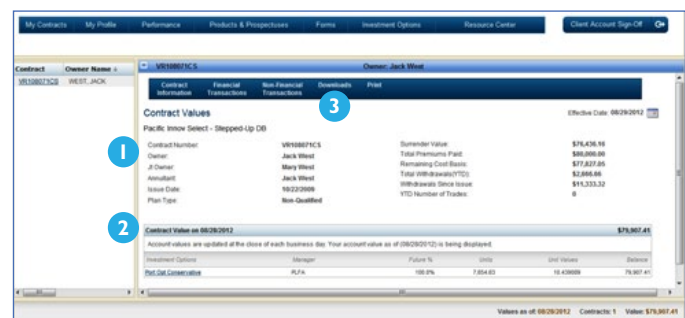 My Contracts My Profile Performance Products & Prospectuses Forms Investment Options Resource Center Client Account Sign-Off
Contract Owner Name
VR108071CS WEST, JACK
VR108071CS Owner: Jack West
Contract Information Financial Transactions Non-Financial Transactions Downloads Print
3
Contract Values Effective Date: 08/29/2012
Pacific Innov Select - Stepped-Up DB
1
Contract Number: VR108071CS Surrender Value: $76,436.16
Owner: Jack West Total Premiums Paid: $80,000.00
Jt Owner: Mary West Remaining Cost Basis: $77,827.05
Annuitant: Jack West Total Withdrawals(YTD): $2,666.66
Issue Date: 10/22/2009 Withdrawals Since Issue: $11,333.32
Plan Type: Non-Qualified YTD Number of Trades: 0
2
Contract Value on 08/28/2012 $79,907.41
Account values are updated at the close of each business day. Your account value as of (08/28/2012) is being displayed.
Investment Options Manager Future % Units Unit Values Balance
Port Opt Conservative PLFA 100.0% 7,654.63 10.439089 79,907.41
Values as of: 08/28/2012 Contracts: 1 Value: $79,907.41